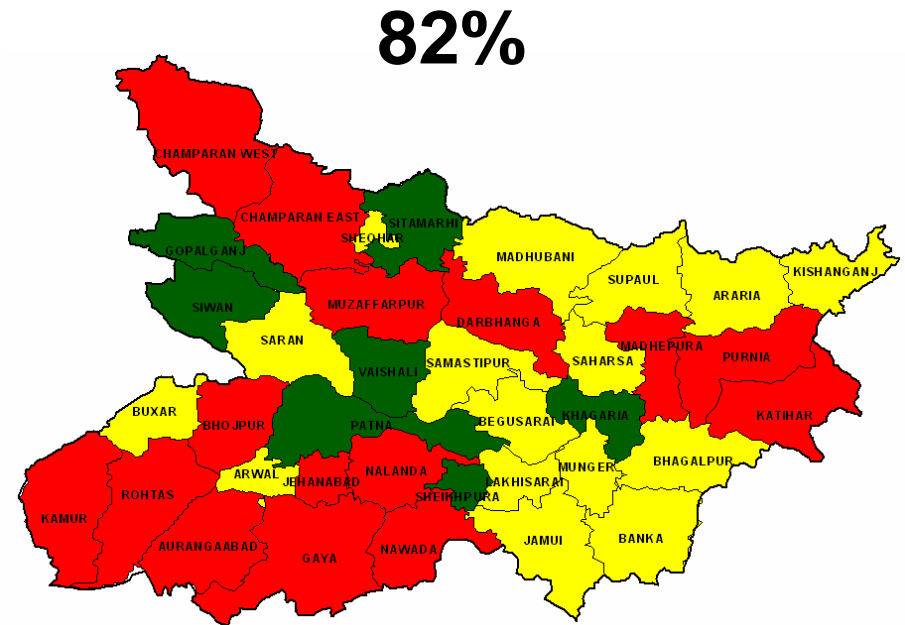 82%
CHAMPARAN WEST
CHAMPARAN EAST
SITAMARHI
SHEOHAR
GOPALGANJ
MADHUBANI
SUPAUL
KISHANGANJ
ARARIA
SIWAN
MUZAFFARPUR
DARBHANGA
SARAN
MADHEPURA
PURNIA
SAHARSA
SAMASTIPUR
VAISHALI
BUXAR
BHOJPUR
PATNA
BEGUSARAI
KHAGARIA
KATIHAR
BHAGALPUR
MUNGER
ARWAL
NALANDA
JEHANABAD
LAKHISARAI
SHEIKHPURA
ROHTAS
KAMUR
AURANGAABAD
GAYA
NAWADA
JAMUI
BANKA